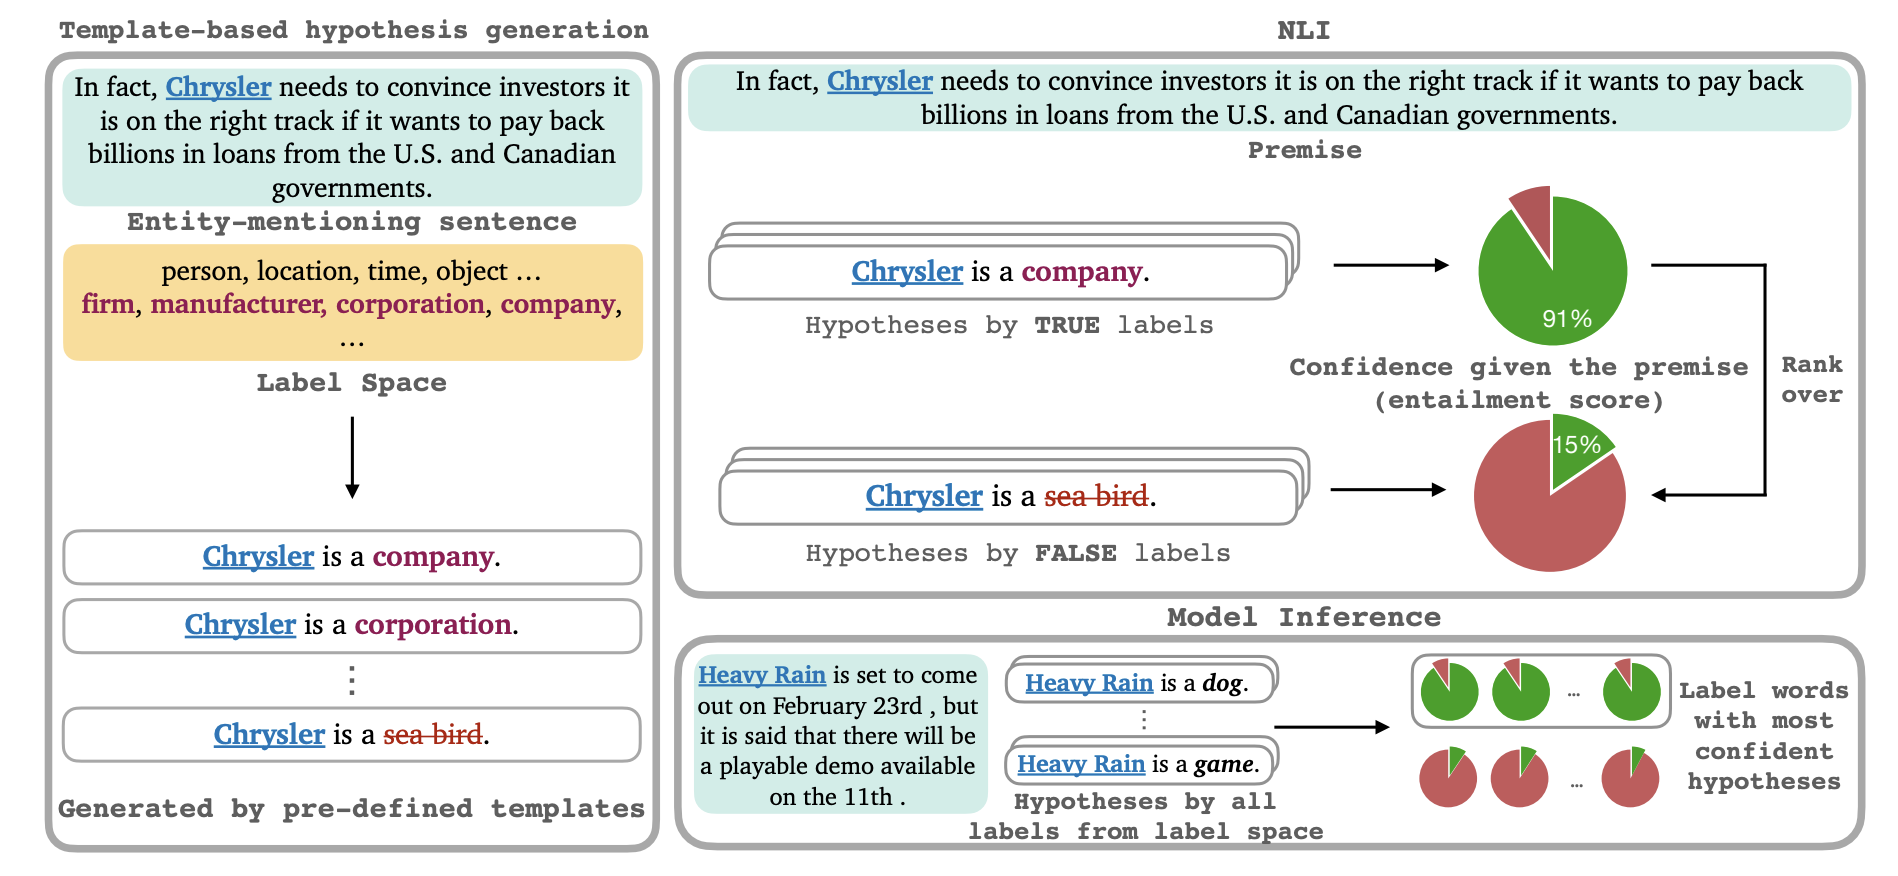 Template-based hypothesis generation
In fact, Chrysler needs to convince investors it
is on the right track if it wants to pay back
billions in loans from the U.S. and Canadian
governments.
Entity-mentioning sentence
person, location, time, object …
firm, manufacturer, corporation, company,
…
Label Space
Chrysler is a company.
Chrysler is a corporation.
⋮
Chrysler is a sea bird.
Generated by pre-defined templates
NLI
In fact, Chrysler needs to convince investors it is on the right track if it wants to pay back
billions in loans from the U.S. and Canadian governments.
Premise
Chrysler is a company.
Hypotheses by TRUE labels
91%
Confidence given the premise
(entailment score)
Rank
over
Chrysler is a sea bird.
15%
Hypotheses by FALSE labels
Model Inference
Heavy Rain is set to come
out on February 23rd , but
it is said that there will be
a playable demo available
on the 11th .
Heavy Rain is a dog.
⋮
Heavy Rain is a game.
Hypotheses by all
labels from label space
...
...
Label words
with most
confident
hypotheses